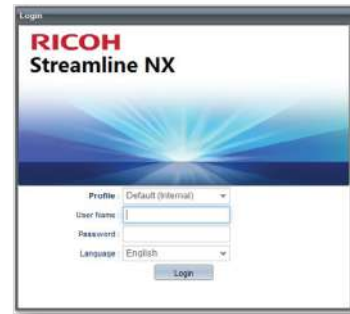 Login
RICOH
Streamline NX
Profile : Default (Internal)
User Name :
Password :
Language : English
Login